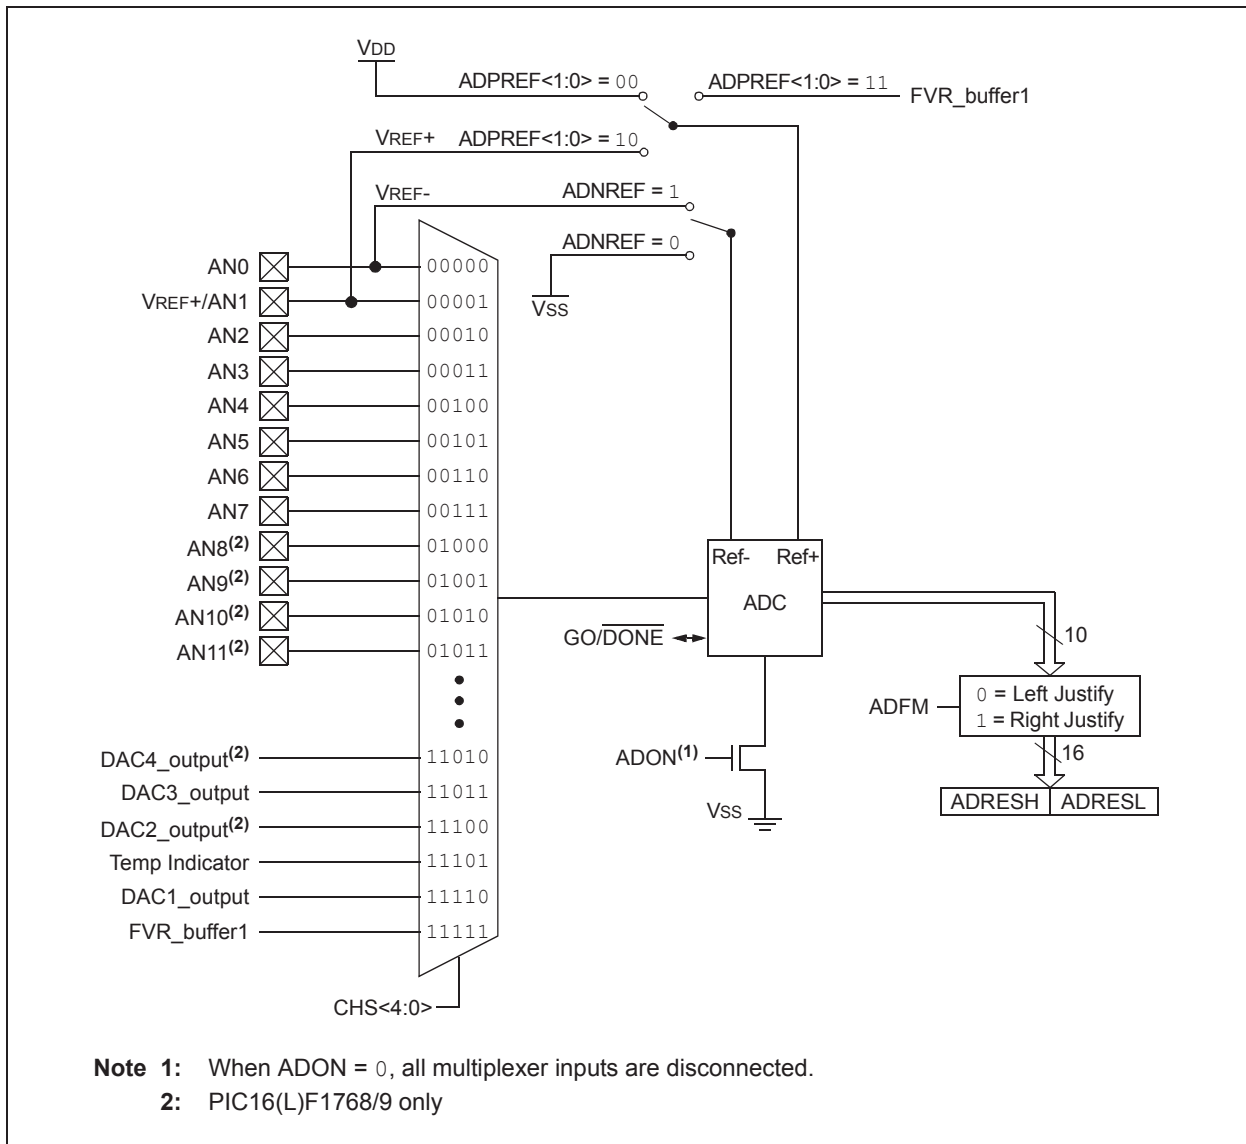 VDD
ADPREF<1:0> = 00
ADPREF<1:0> = 11
FVR_buffer1
VREF+
ADPREF<1:0> = 10
VREF-
ADNREF = 1
ADNREF = 0
VSS
AN0
00000
VREF+/AN1
00001
AN2
00010
AN3
00011
AN4
00100
AN5
00101
AN6
00110
AN7
00111
AN8(2)
01000
AN9(2)
01001
AN10(2)
01010
AN11(2)
01011
Ref- Ref+
ADC
GO/DONE
10
ADFM
0 = Left Justify
1 = Right Justify
16
ADRESH ADRESL
ADON(1)
VSS
DAC4_output(2)
11010
DAC3_output
11011
DAC2_output(2)
11100
Temp Indicator
11101
DAC1_output
11110
FVR_buffer1
11111
CHS<4:0>
Note 1: When ADON = 0, all multiplexer inputs are disconnected.
2: PIC16(L)F1768/9 only